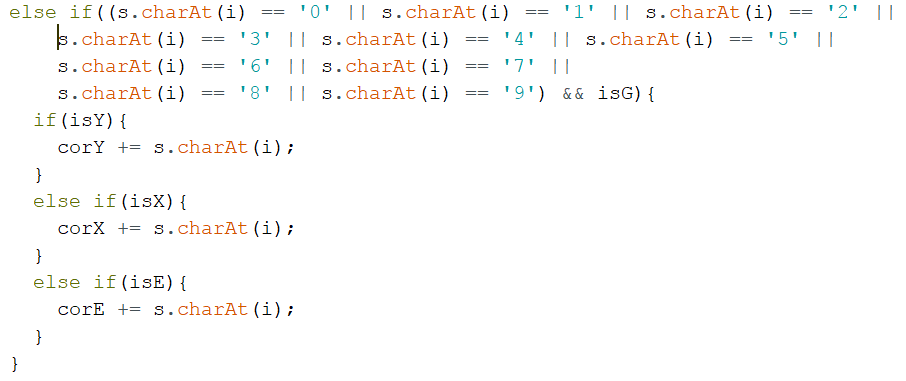 else if((s.charAt(i) == '0' || s.charAt(i) == '1' || s.charAt(i) == '2' ||
    s.charAt(i) == '3' || s.charAt(i) == '4' || s.charAt(i) == '5' ||
    s.charAt(i) == '6' || s.charAt(i) == '7' ||
    s.charAt(i) == '8' || s.charAt(i) == '9') && isG){
  if(isY){
    corY += s.charAt(i);
  }
  else if(isX){
    corX += s.charAt(i);
  }
  else if(isE){
    corE += s.charAt(i);
  }
}